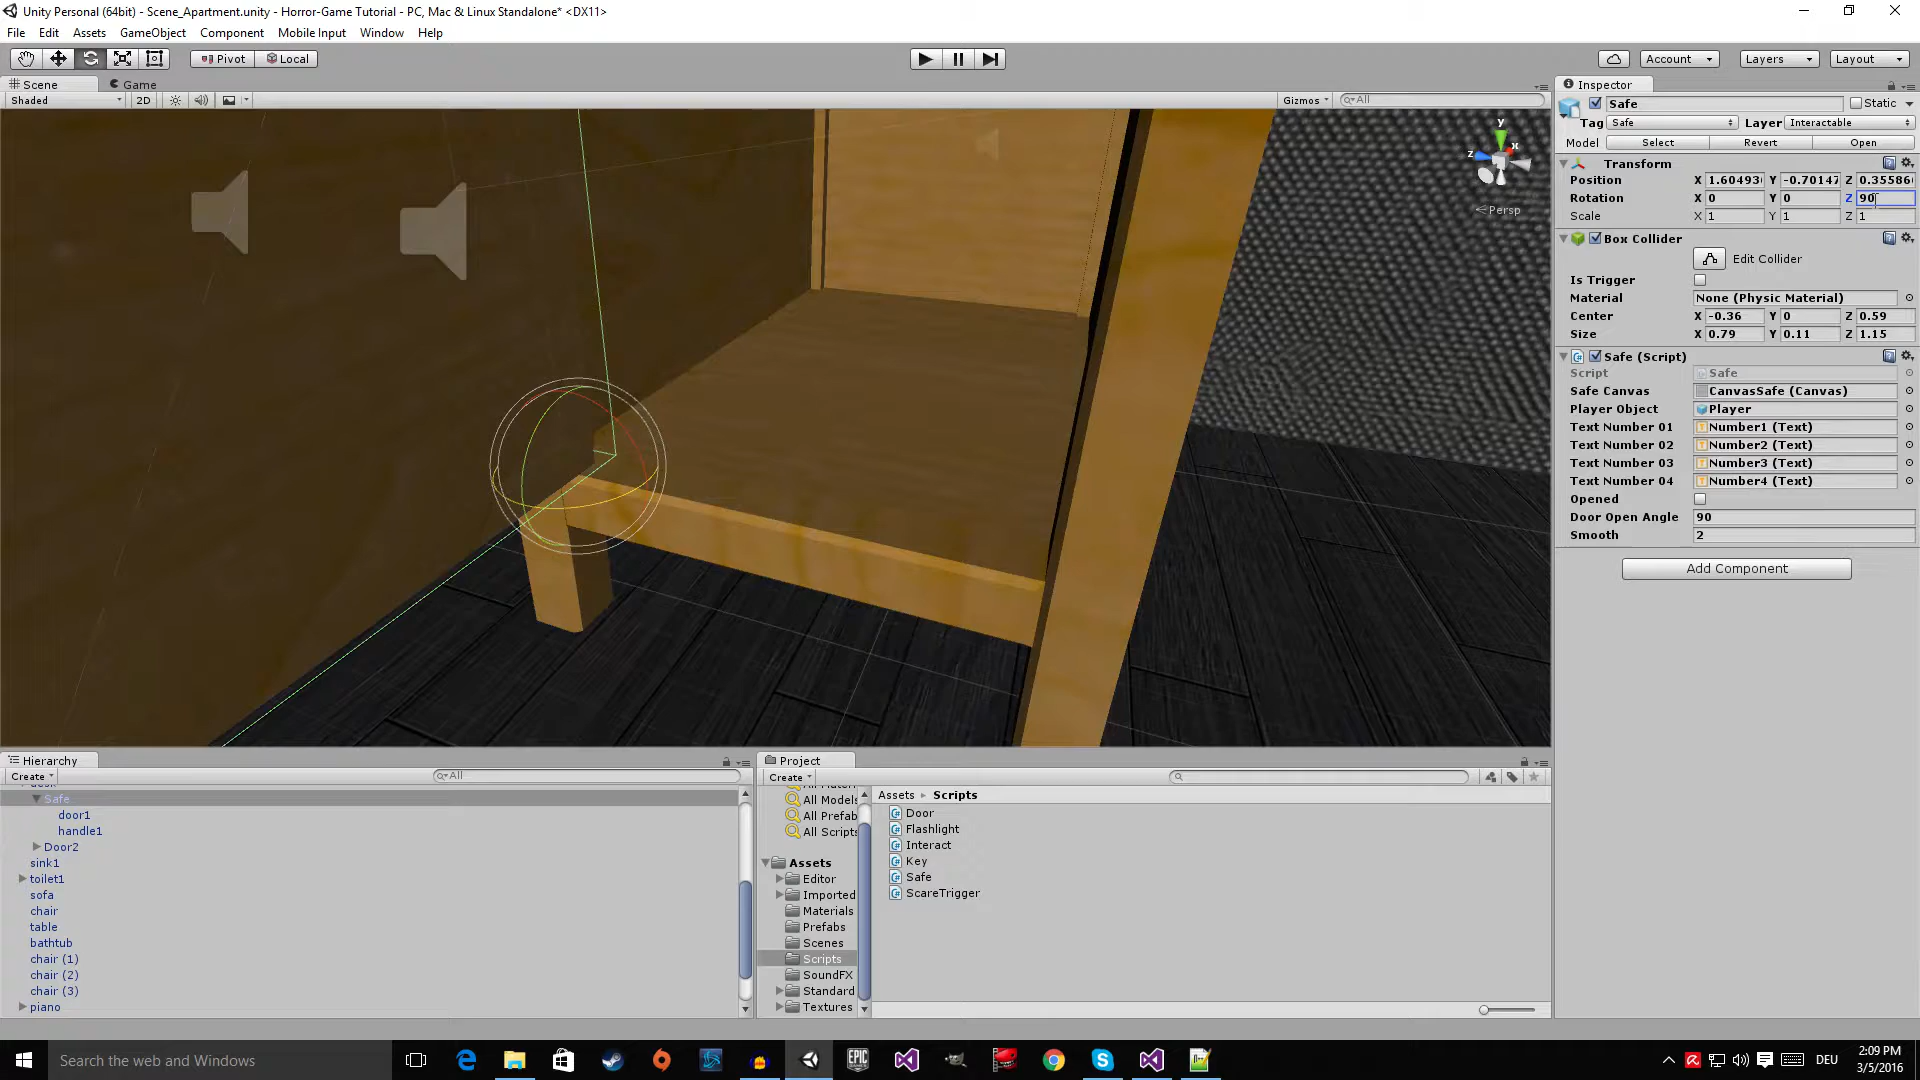 Unity Personal (64bit) - Scene_Apartment.unity - Horror-Game Tutorial - PC, Mac & Linux Standalone* <DX11>
File Edit Assets GameObject Component Mobile Input Window Help
Pivot Local Account Layers Layout
Scene Game
Shaded 2D Gizmos All
y
x
z
Persp
Inspector
Safe Static
Tag Safe Layer Interactable
Model Select Revert Open
Transform
Position X 1.60493 Y -0.70147 Z 0.35586
Rotation X 0 Y 0 Z 90
Scale X 1 Y 1 Z 1
Box Collider
Edit Collider
Is Trigger
Material None (Physic Material)
Center X -0.36 Y 0 Z 0.59
Size X 0.79 Y 0.11 Z 1.15
Safe (Script)
Script Safe
Safe Canvas CanvasSafe (Canvas)
Player Object Player
Text Number 01 Number1 (Text)
Text Number 02 Number2 (Text)
Text Number 03 Number3 (Text)
Text Number 04 Number4 (Text)
Opened
Door Open Angle 90
Smooth 2
Add Component
Hierarchy
Create All
Safe
door1
handle1
Door2
sink1
toilet1
sofa
chair
table
bathtub
chair (1)
chair (2)
chair (3)
piano
Project
Create
All Models
All Prefab
All Scripts
Assets
Editor
Imported
Materials
Prefabs
Scenes
Scripts
SoundFX
Standard
Textures
Assets Scripts
Door
Flashlight
Interact
Key
Safe
ScareTrigger
Search the web and Windows
EPIC GAMES
DEU
2:09 PM
3/5/2016